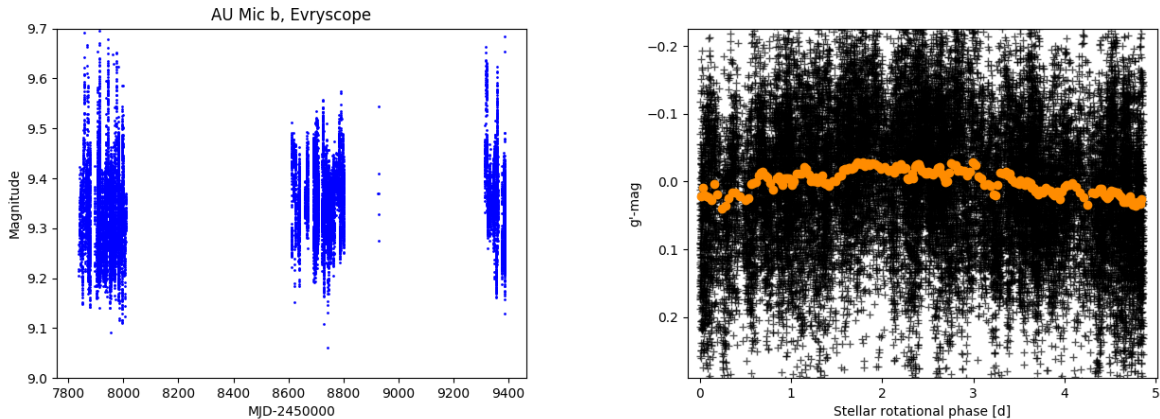 AU Mic b, Evryscope
Magnitude
9.7
9.6
9.5
9.4
9.3
9.2
9.1
9.0
7800 8000 8200 8400 8600 8800 9000 9200 9400
MJD-2450000
g'-mag
−0.2
−0.1
0.0
0.1
0.2
0 1 2 3 4 5
Stellar rotational phase [d]